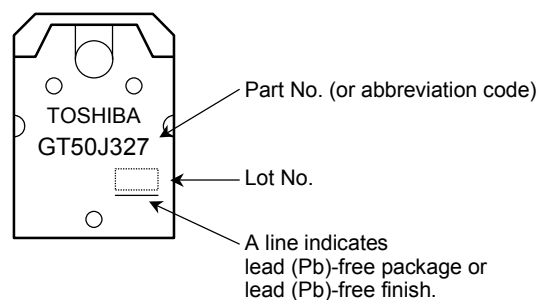 TOSHIBA
GT50J327
Part No. (or abbreviation code)
Lot No.
A line indicates
lead (Pb)-free package or
lead (Pb)-free finish.